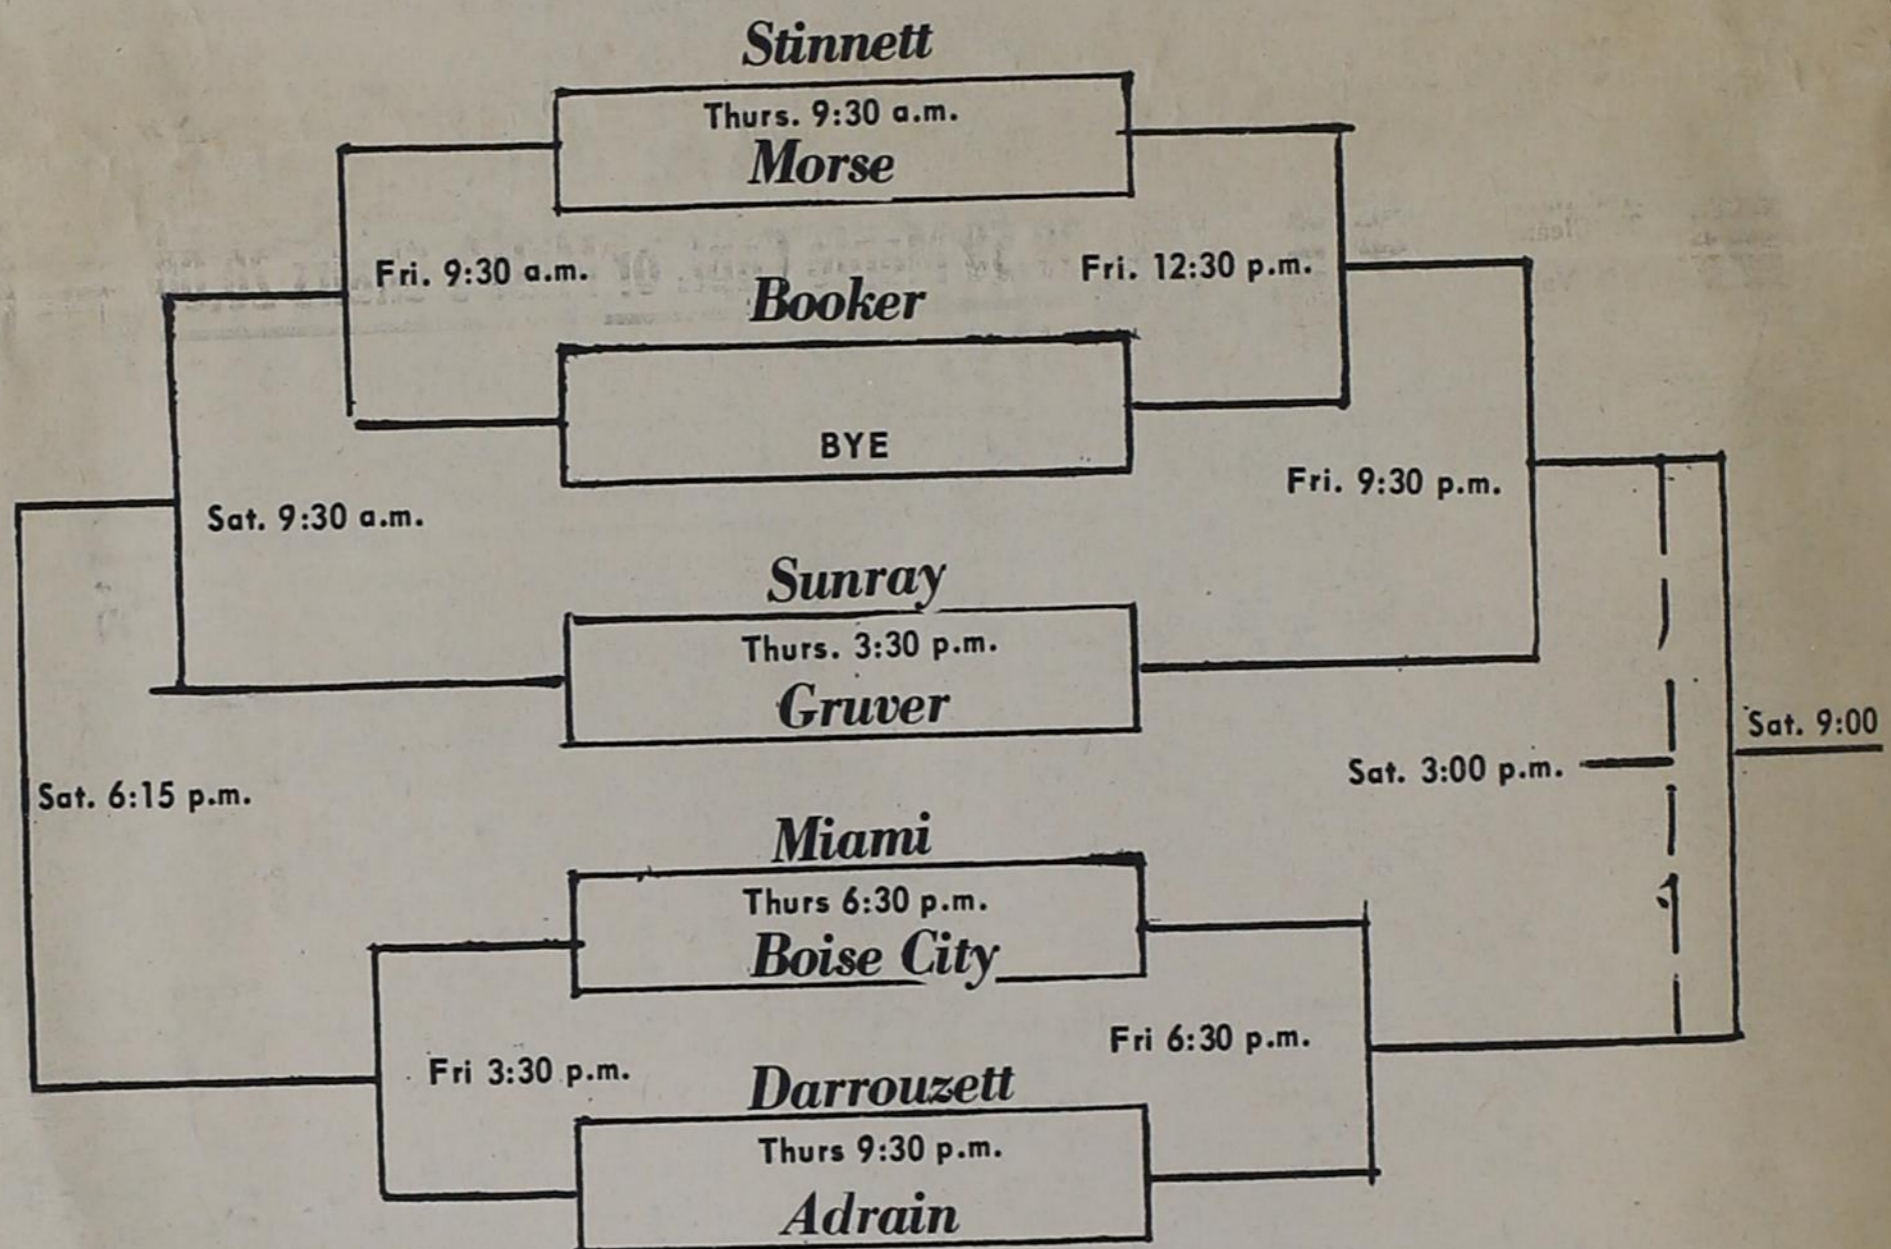 Stinnett
Thurs. 9:30 a.m.
Morse
Fri. 9:30 a.m.
Fri. 12:30 p.m.
Booker
BYE
Fri. 9:30 p.m.
Sat. 9:30 a.m.
Sunray
Thurs. 3:30 p.m.
Gruver
Sat. 9:00
Sat. 3:00 p.m.
Sat. 6:15 p.m.
Miami
Thurs 6:30 p.m.
Boise City
Fri 6:30 p.m.
Fri 3:30 p.m.
Darrouzett
Thurs 9:30 p.m.
Adrain